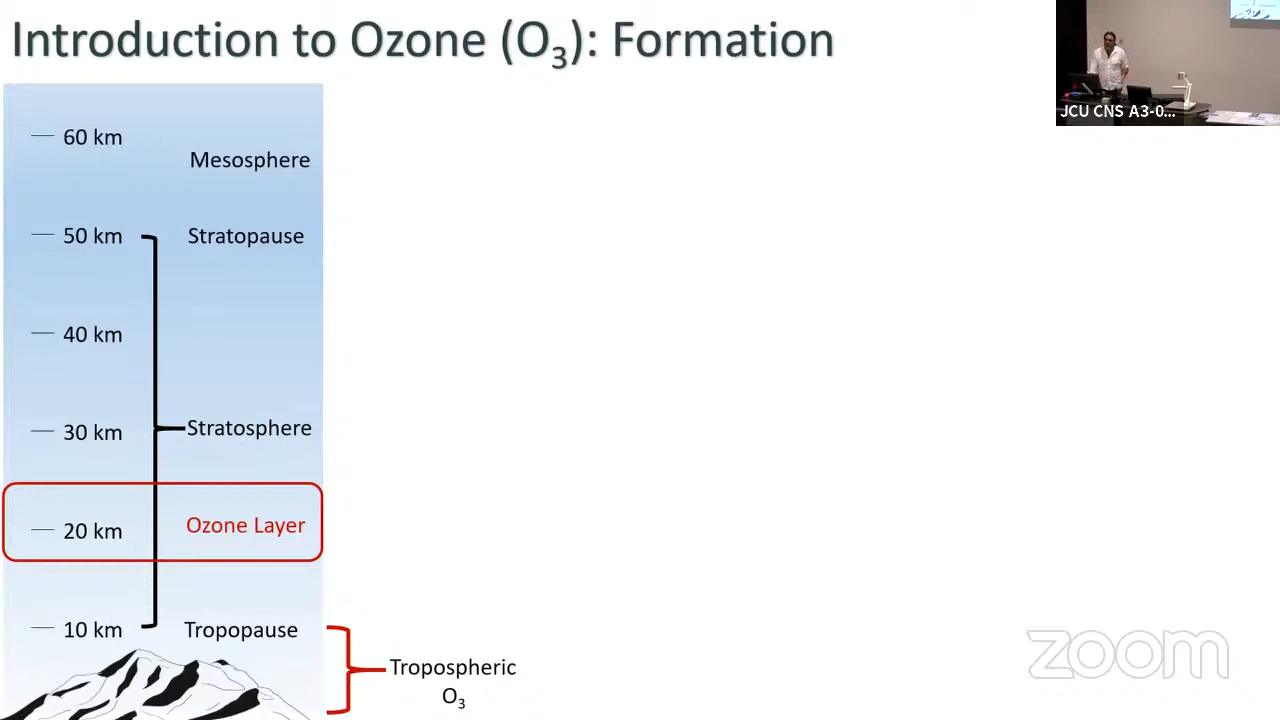 Introduction to Ozone (O₃): Formation
JCU CNS A3-0...
60 km
Mesosphere
50 km
Stratopause
40 km
30 km
Stratosphere
20 km
Ozone Layer
10 km
Tropopause
Tropospheric
O₃
zoom